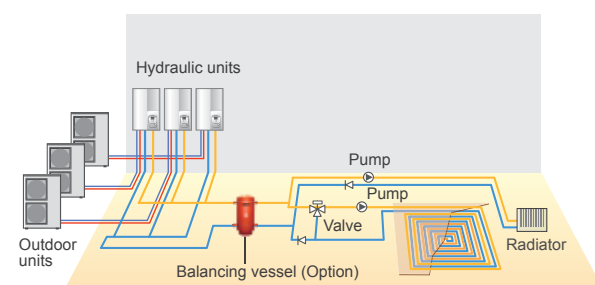 Hydraulic units
Pump
Pump
Valve
Outdoor
units
Radiator
Balancing vessel (Option)